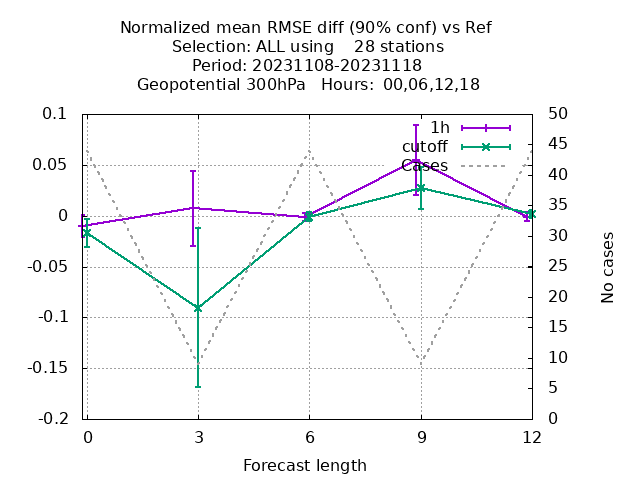 Normalized mean RMSE diff (90% conf) vs Ref
Selection: ALL using    28 stations
Period: 20231108-20231118
Geopotential 300hPa   Hours:  00,06,12,18
0.1
0.05
0
-0.05
-0.1
-0.15
-0.2
1h
cutoff
Cases
50
45
40
35
30
25
20
15
10
5
0
No cases
0
3
6
9
12
Forecast length